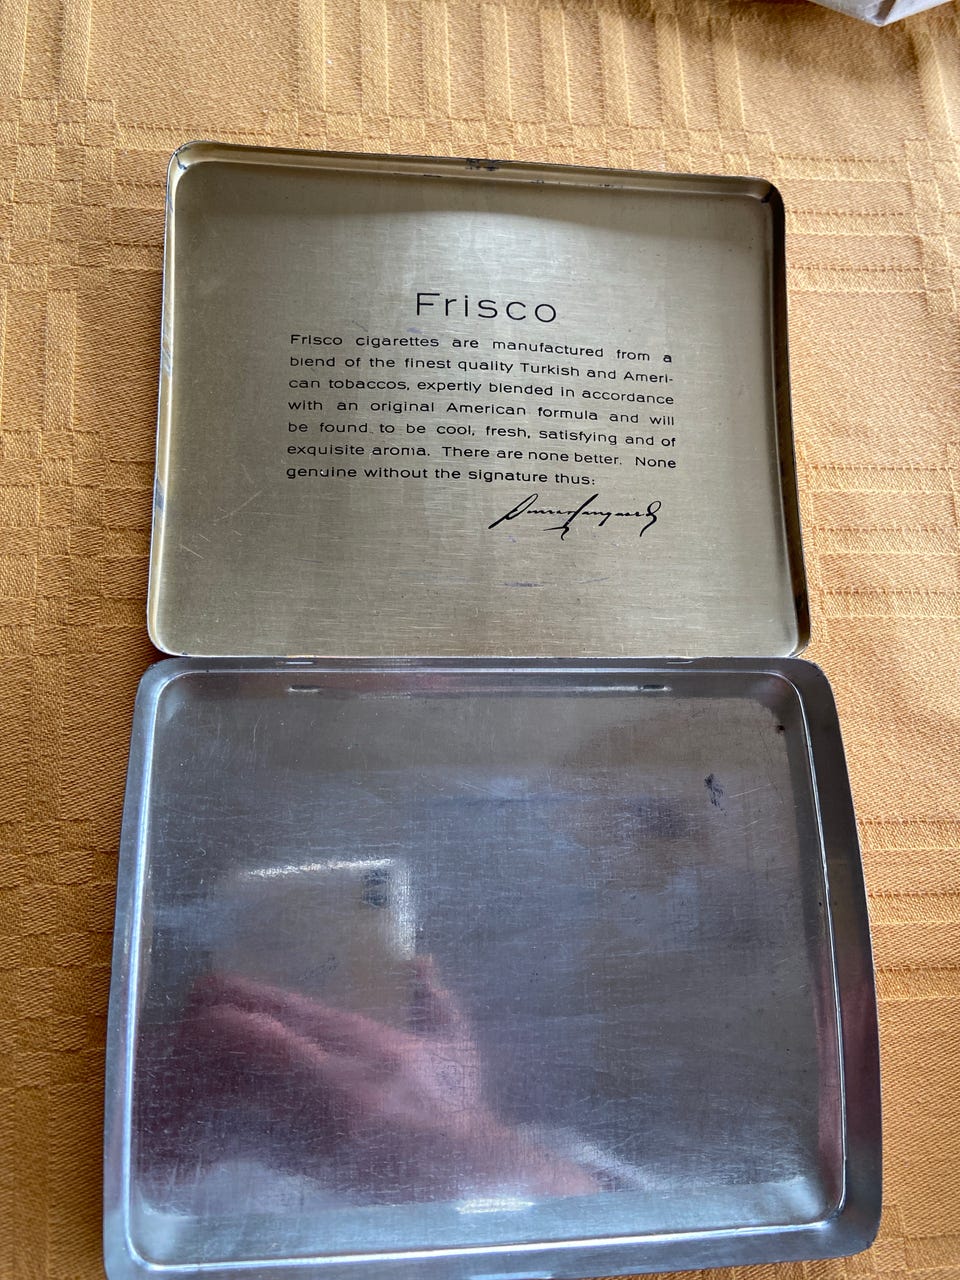 Frisco
Frisco cigarettes are manufactured from a
blend of the finest quality Turkish and Ameri-
can tobaccos, expertly blended in accordance
with an original American formula and will
be found to be cool, fresh, satisfying and of
exquisite aroma. There are none better. None
genuine without the signature thus: